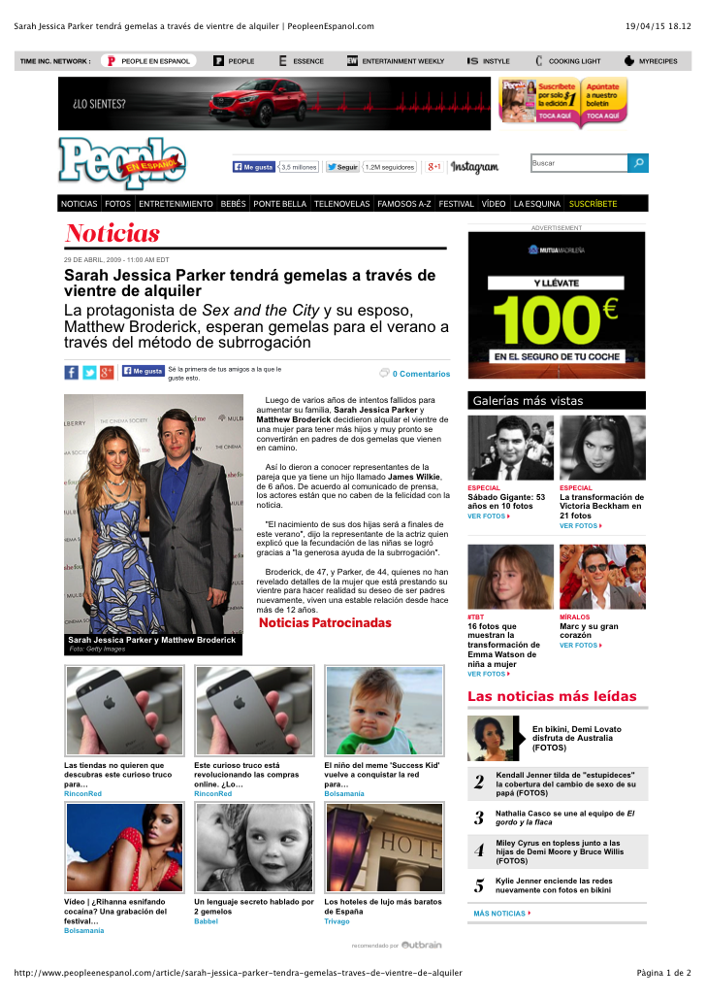 Sarah Jessica Parker tendrá gemelas a través de vientre de alquiler | PeopleenEspanol.com
19/04/15 18.12
TIME INC. NETWORK :
PEOPLE EN ESPAÑOL
PEOPLE
ESSENCE
EW ENTERTAINMENT WEEKLY
IS INSTYLE
COOKING LIGHT
MYRECIPES
¿LO SIENTES?
Suscríbete
por solo $1
la edición!
TOCA AQUÍ
Apúntate
a nuestro
boletín
TOCA AQUÍ
People
EN ESPAÑOL
Me gusta 3,5 millones
Seguir 1,2M seguidores
g+1
Instagram
Buscar
NOTICIAS FOTOS ENTRETENIMIENTO BEBÉS PONTE BELLA TELENOVELAS FAMOSOS A-Z FESTIVAL VÍDEO LA ESQUINA SUSCRÍBETE
Noticias
29 DE ABRIL, 2009 - 11:00 AM EDT
Sarah Jessica Parker tendrá gemelas a través de
vientre de alquiler
La protagonista de Sex and the City y su esposo,
Matthew Broderick, esperan gemelas para el verano a
través del método de subrrogación
Me gusta
Sé la primera de tus amigos a la que le
guste esto.
0 Comentarios
Luego de varios años de intentos fallidos para
aumentar su familia, Sarah Jessica Parker y
Matthew Broderick decidieron alquilar el vientre de
una mujer para tener más hijos y muy pronto se
convertirán en padres de dos gemelas que vienen
en camino.
Así lo dieron a conocer representantes de la
pareja que ya tiene un hijo llamado James Wilkie,
de 6 años. De acuerdo al comunicado de prensa,
los actores están que no caben de la felicidad con la
noticia.
"El nacimiento de sus dos hijas será a finales de
este verano", dijo la representante de la actriz quien
explicó que la fecundación de las niñas se logró
gracias a "la generosa ayuda de la subrrogación".
Broderick, de 47, y Parker, de 44, quienes no han
revelado detalles de la mujer que está prestando su
vientre para hacer realidad su deseo de ser padres
nuevamente, viven una estable relación desde hace
más de 12 años.
Sarah Jessica Parker y Matthew Broderick
Foto: Getty Images
Noticias Patrocinadas
Las tiendas no quieren que
descubras este curioso truco
para…
RinconRed
Este curioso truco está
revolucionando las compras
online. ¿Lo…
RinconRed
El niño del meme 'Success Kid'
vuelve a conquistar la red
para…
Bolsamania
HOTE
Video | ¿Rihanna esnifando
cocaína? Una grabación del
festival…
Bolsamania
Un lenguaje secreto hablado por
2 gemelos
Babbel
Los hoteles de lujo más baratos
de España
Trivago
recomendado por Outbrain
ADVERTISEMENT
MUTUAMADRILEÑA
Y LLÉVATE
100€
EN EL SEGURO DE TU COCHE
Galerías más vistas
ESPECIAL
Sábado Gigante: 53
años en 10 fotos
VER FOTOS
ESPECIAL
La transformación de
Victoria Beckham en
21 fotos
VER FOTOS
#TBT
16 fotos que
muestran la
transformación de
Emma Watson de
niña a mujer
VER FOTOS
MÍRALOS
Marc y su gran
corazón
VER FOTOS
Las noticias más leídas
En bikini, Demi Lovato
disfruta de Australia
(FOTOS)
2 Kendall Jenner tilda de "estupideces"
la cobertura del cambio de sexo de su
papá (FOTOS)
3 Nathalia Casco se une al equipo de El
gordo y la flaca
4 Miley Cyrus en topless junto a las
hijas de Demi Moore y Bruce Willis
(FOTOS)
5 Kylie Jenner enciende las redes
nuevamente con fotos en bikini
MÁS NOTICIAS
http://www.peopleenespanol.com/article/sarah-jessica-parker-tendra-gemelas-traves-de-vientre-de-alquiler
Pàgina 1 de 2